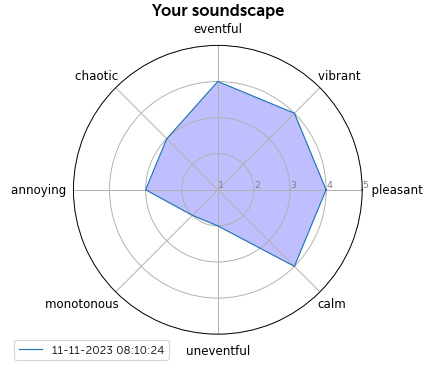 Your soundscape
eventful
chaotic
vibrant
annoying
1 2 3 4 5
pleasant
monotonous
calm
11-11-2023 08:10:24
uneventful